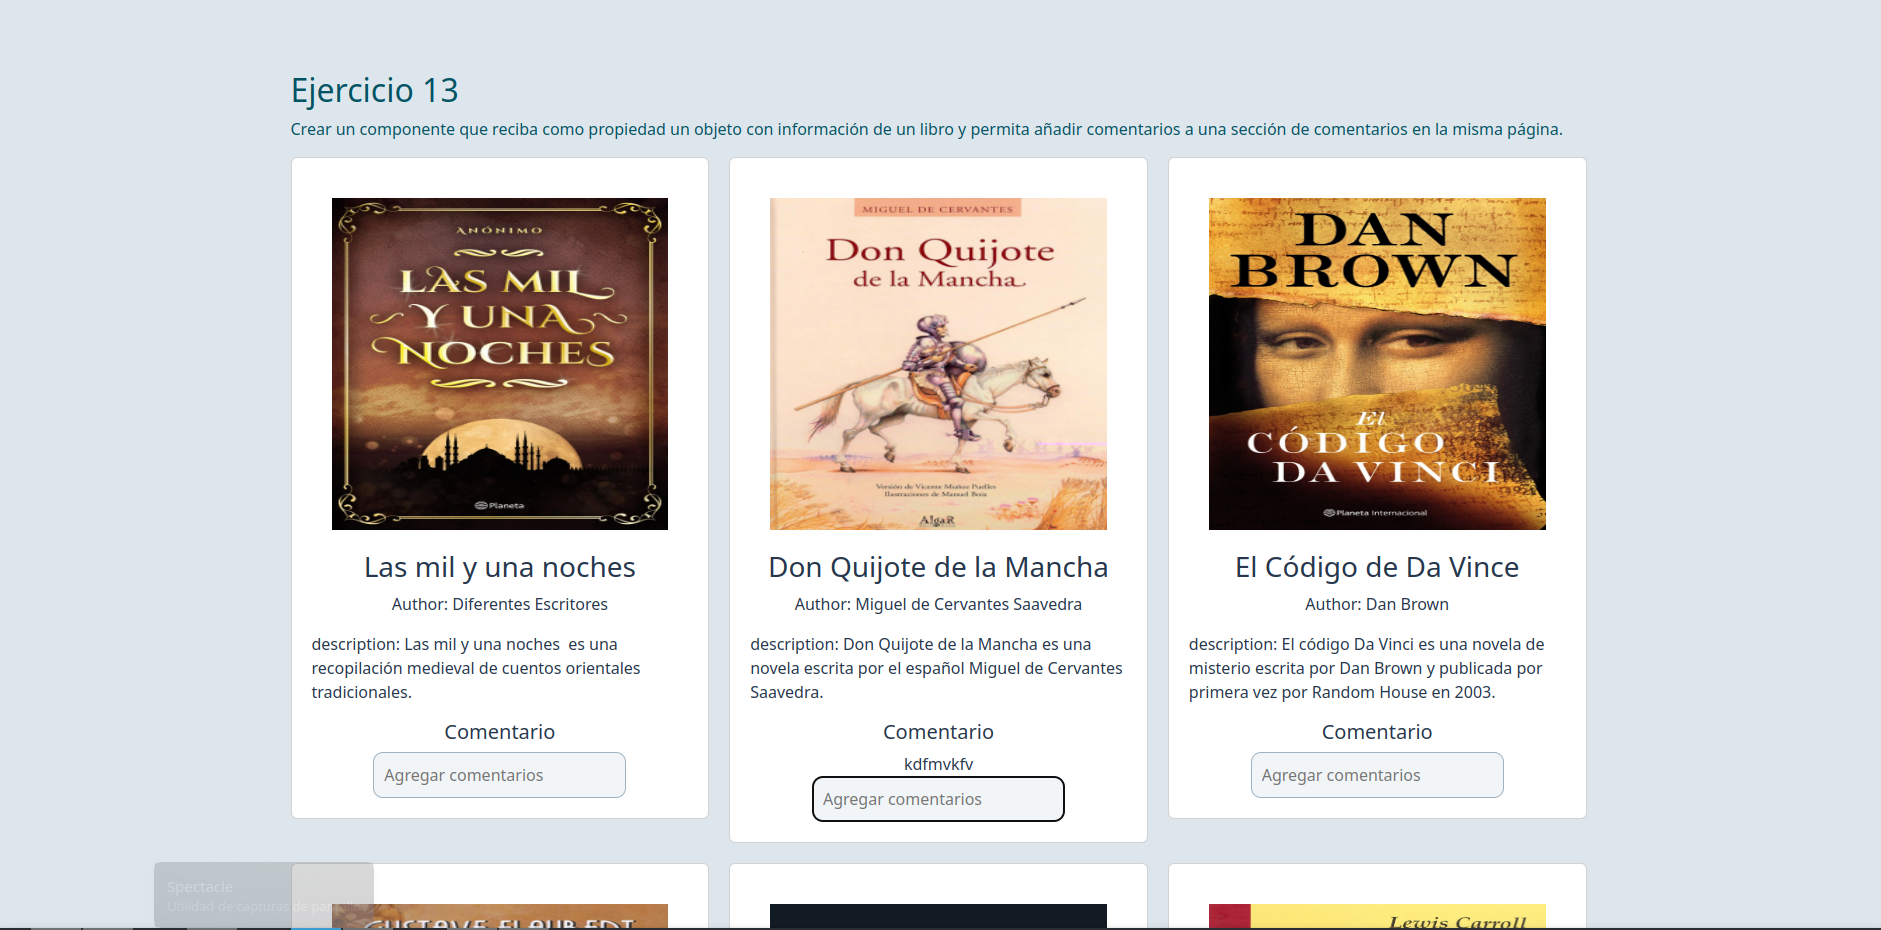 Ejercicio 13
Crear un componente que reciba como propiedad un objeto con información de un libro y permita añadir comentarios a una sección de comentarios en la misma página.
ANÓNIMO
LAS MIL
Y UNA
NOCHES
Planeta
Las mil y una noches
Author: Diferentes Escritores
description: Las mil y una noches  es una
recopilación medieval de cuentos orientales
tradicionales.
Comentario
Agregar comentarios
MIGUEL DE CERVANTES
Don Quijote
de la Mancha
Versión de Vicente Muñoz Puelles
Ilustraciones de Manuel Boix
AlgaR
Don Quijote de la Mancha
Author: Miguel de Cervantes Saavedra
description: Don Quijote de la Mancha es una
novela escrita por el español Miguel de Cervantes
Saavedra.
Comentario
kdfmvkfv
Agregar comentarios
DAN
BROWN
El
CÓDIGO
DA VINCI
Planeta Internacional
El Código de Da Vince
Author: Dan Brown
description: El código Da Vinci es una novela de
misterio escrita por Dan Brown y publicada por
primera vez por Random House en 2003.
Comentario
Agregar comentarios
Spectacle
Utilidad de capturas de
GUSTAVE FLAUBERT
Lewis Carroll